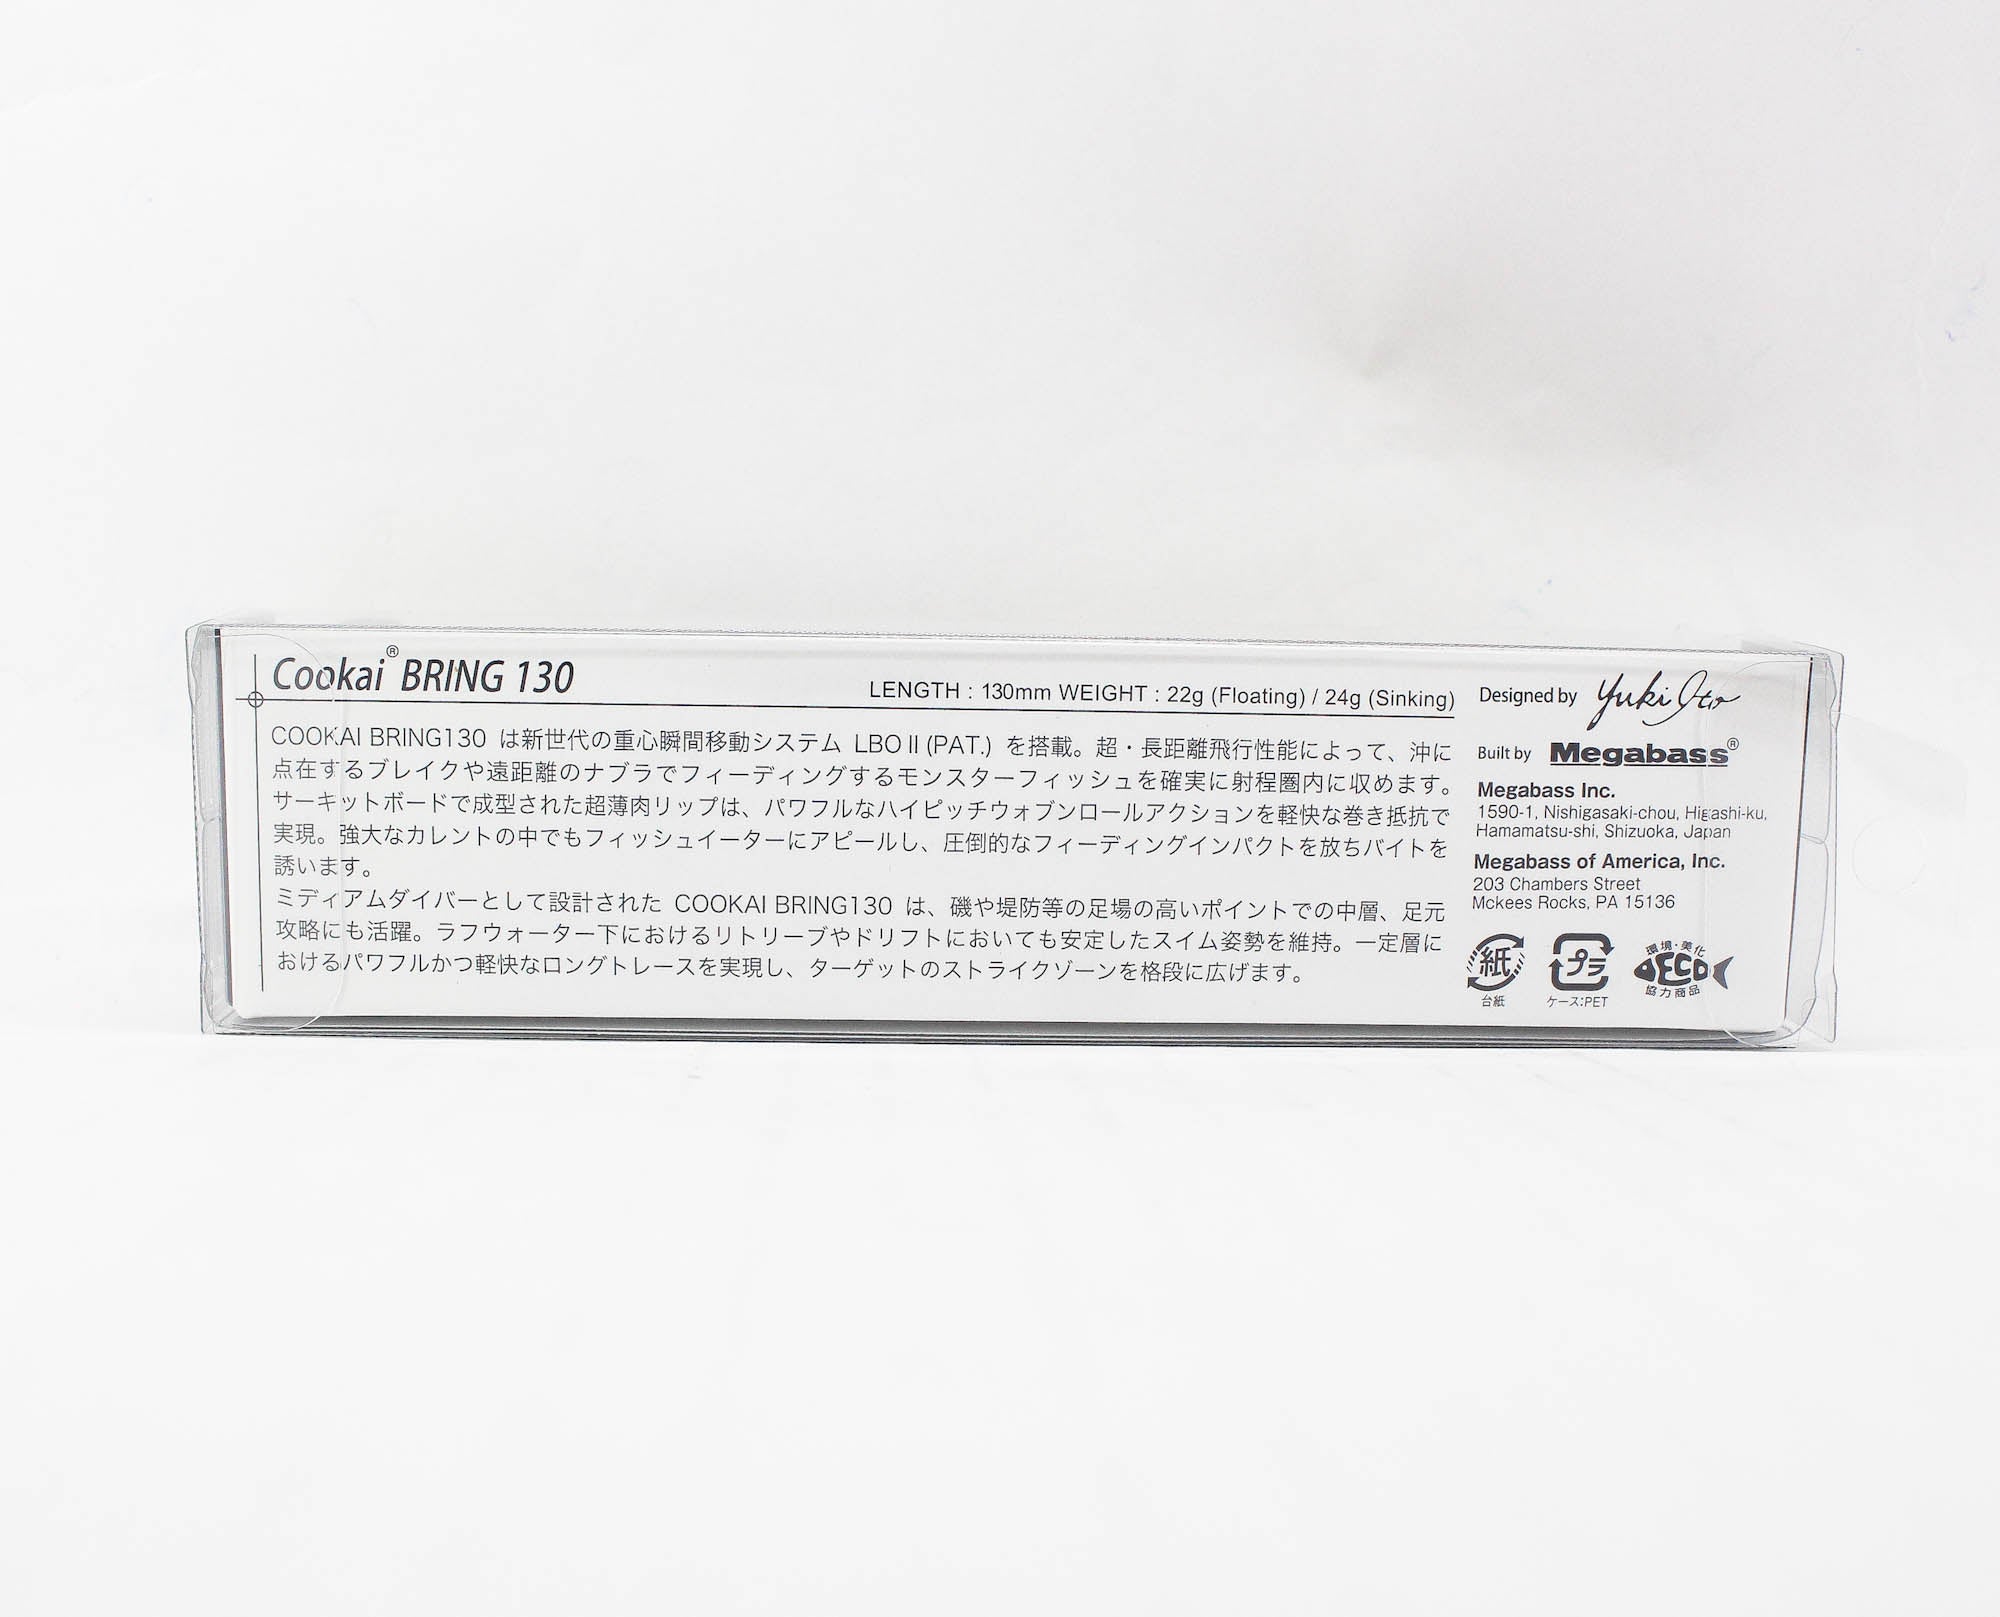 Cookai® BRING 130
LENGTH : 130mm WEIGHT : 22g (Floating) / 24g (Sinking)
COOKAI BRING130 は新世代の重心瞬間移動システム LBO II (PAT.) を搭載。超・長距離飛行性能によって、沖に
点在するブレイクや遠距離のナブラでフィーディングするモンスターフィッシュを確実に射程圏内に収めます。
サーキットボードで成型された超薄肉リップは、パワフルなハイピッチウォブンロールアクションを軽快な巻き抵抗で
実現。強大なカレントの中でもフィッシュイーターにアピールし、圧倒的なフィーディングインパクトを放ちバイトを
誘います。
ミディアムダイバーとして設計された COOKAI BRING130 は、磯や堤防等の足場の高いポイントでの中層、足元
攻略にも活躍。ラフウォーター下におけるリトリーブやドリフトにおいても安定したスイム姿勢を維持。一定層に
おけるパワフルかつ軽快なロングトレースを実現し、ターゲットのストライクゾーンを格段に広げます。
Designed by Yuki Ito
Built by Megabass®
Megabass Inc.
1590-1, Nishigasaki-chou, Higashi-ku,
Hamamatsu-shi, Shizuoka, Japan
Megabass of America, Inc.
203 Chambers Street
Mckees Rocks, PA 15136
紙
台紙
プラ
ケース:PET
環境・美化
ECO
協力商品